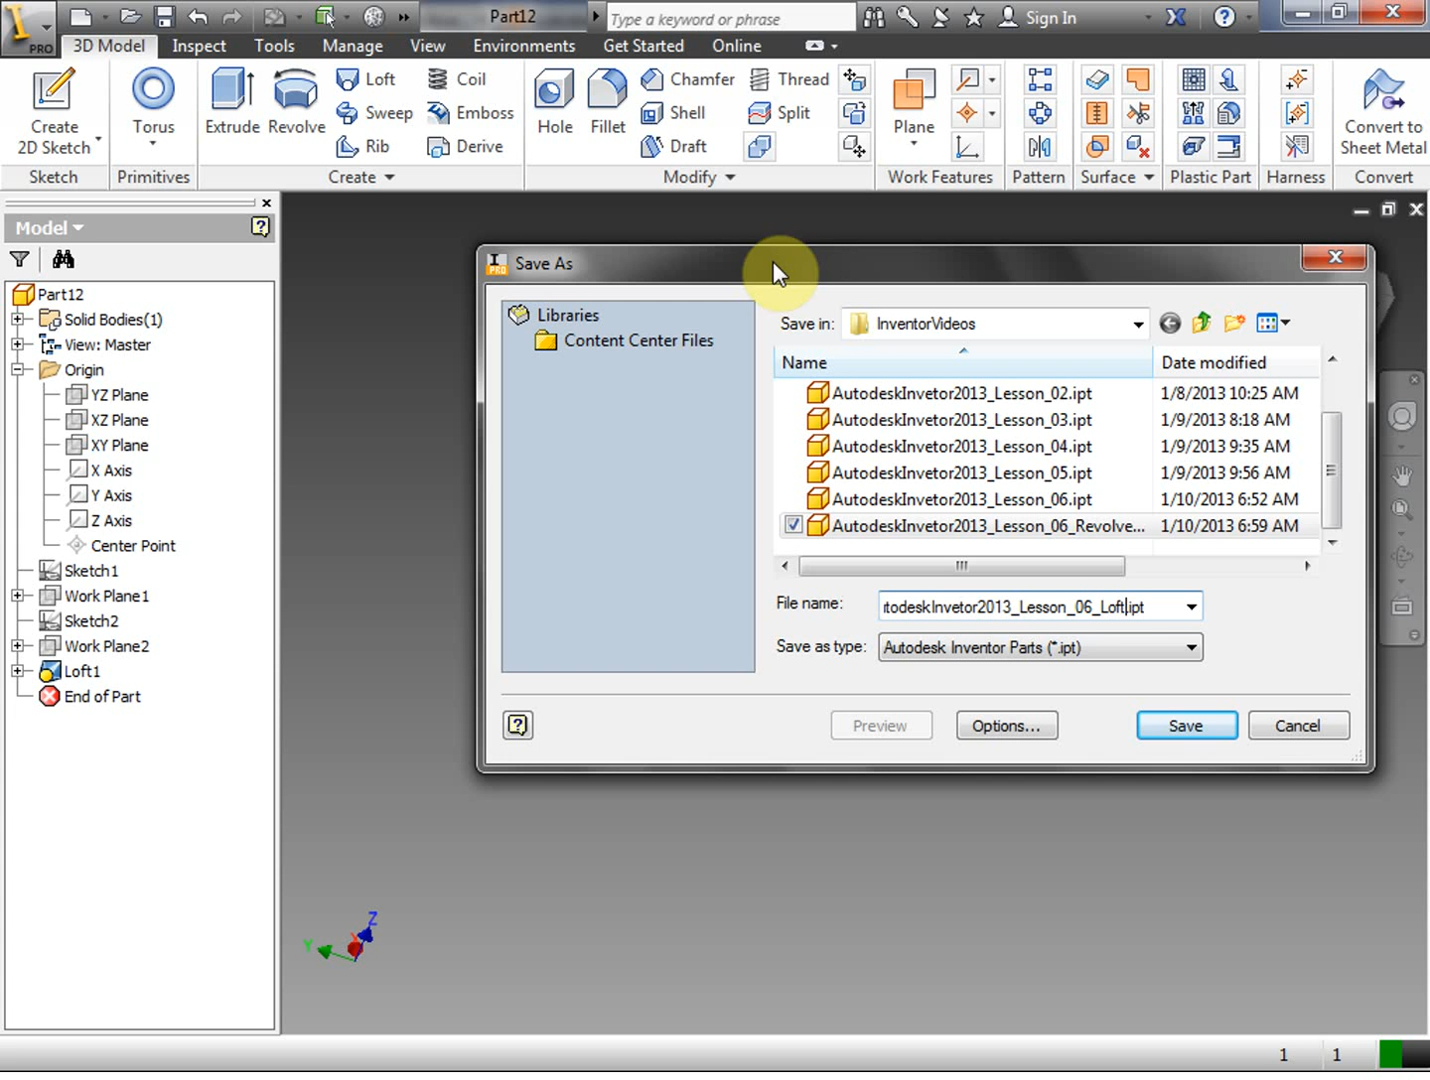 Part12
Type a keyword or phrase
Sign In
PRO
3D Model
Inspect
Tools
Manage
View
Environments
Get Started
Vault
Online
Create
2D Sketch
Torus
Extrude
Revolve
Loft
Sweep
Rib
Coil
Emboss
Derive
Hole
Fillet
Chamfer
Shell
Draft
Thread
Split
Plane
Convert to
Sheet Metal
Sketch
Primitives
Create
Modify
Work Features
Pattern
Surface
Plastic Part
Harness
Convert
Model
Part12
Solid Bodies(1)
View: Master
Origin
YZ Plane
XZ Plane
XY Plane
X Axis
Y Axis
Z Axis
Center Point
Sketch1
Work Plane1
Sketch2
Work Plane2
Loft1
End of Part
Save As
Libraries
Content Center Files
Save in:
InventorVideos
Name
Date modified
AutodeskInvetor2013_Lesson_02.ipt 1/8/2013 10:25 AM
AutodeskInvetor2013_Lesson_03.ipt 1/9/2013 8:18 AM
AutodeskInvetor2013_Lesson_04.ipt 1/9/2013 9:35 AM
AutodeskInvetor2013_Lesson_05.ipt 1/9/2013 9:56 AM
AutodeskInvetor2013_Lesson_06.ipt 1/10/2013 6:52 AM
AutodeskInvetor2013_Lesson_06_Revolve... 1/10/2013 6:59 AM
File name:
todeskInvetor2013_Lesson_06_Loft.ipt
Save as type:
Autodesk Inventor Parts (*.ipt)
Preview
Options...
Save
Cancel
Z
Y
X
1
1